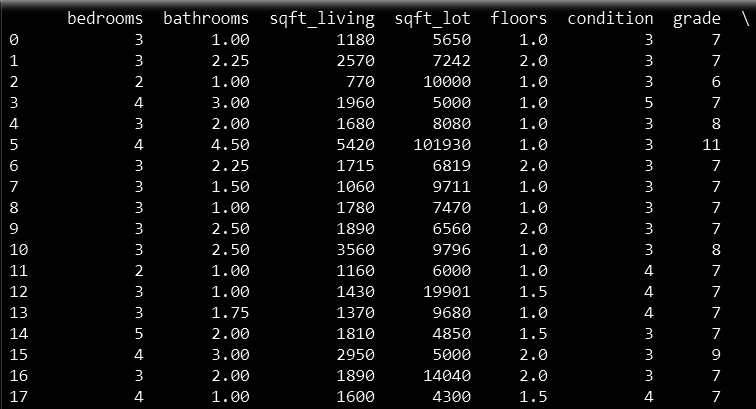 bedrooms bathrooms sqft_living sqft_lot floors condition grade \
0 3 1.00 1180 5650 1.0 3 7
1 3 2.25 2570 7242 2.0 3 7
2 2 1.00 770 10000 1.0 3 6
3 4 3.00 1960 5000 1.0 5 7
4 3 2.00 1680 8080 1.0 3 8
5 4 4.50 5420 101930 1.0 3 11
6 3 2.25 1715 6819 2.0 3 7
7 3 1.50 1060 9711 1.0 3 7
8 3 1.00 1780 7470 1.0 3 7
9 3 2.50 1890 6560 2.0 3 7
10 3 2.50 3560 9796 1.0 3 8
11 2 1.00 1160 6000 1.0 4 7
12 3 1.00 1430 19901 1.5 4 7
13 3 1.75 1370 9680 1.0 4 7
14 5 2.00 1810 4850 1.5 3 7
15 4 3.00 2950 5000 2.0 3 9
16 3 2.00 1890 14040 2.0 3 7
17 4 1.00 1600 4300 1.5 4 7